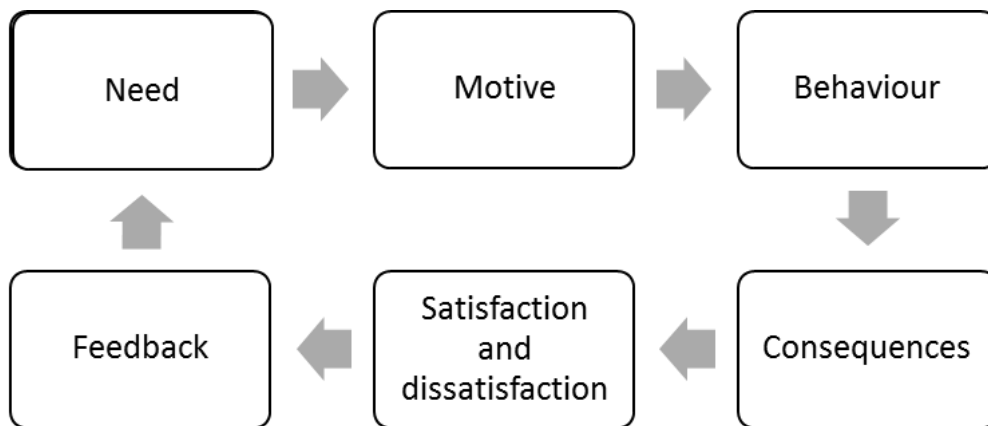 Need
Motive
Behaviour
Feedback
Satisfaction
and
dissatisfaction
Consequences